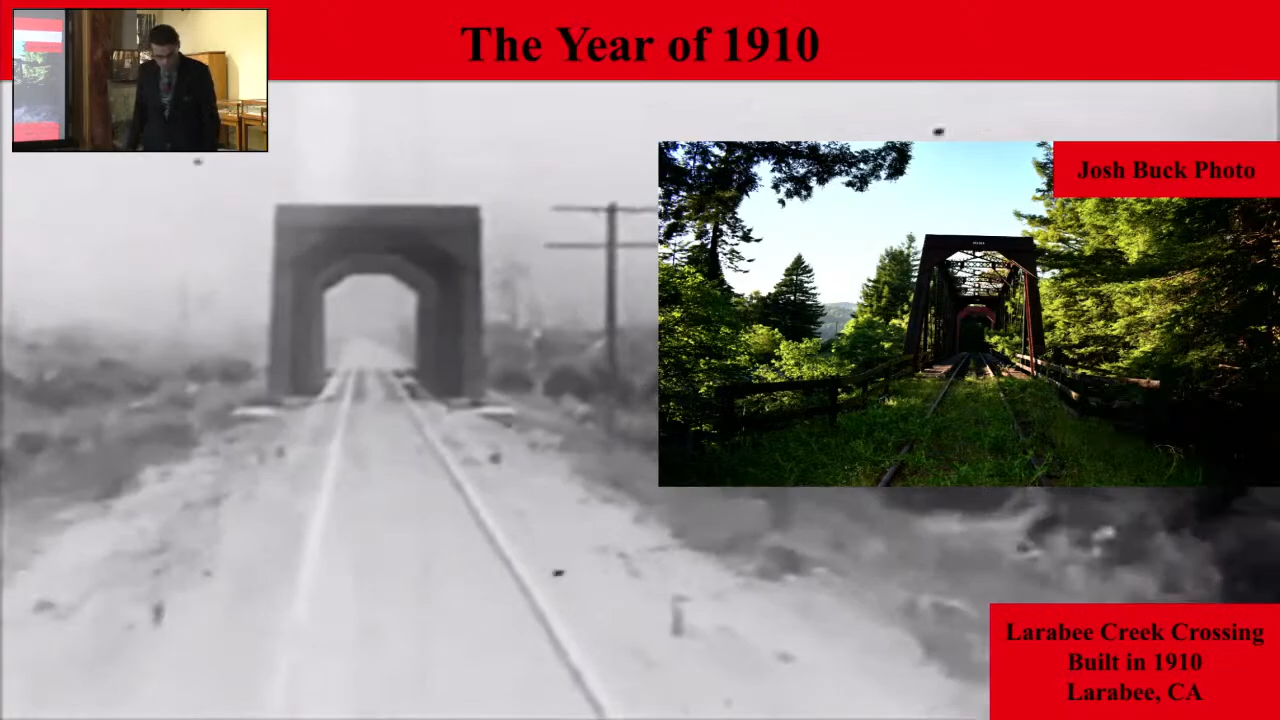 The Year of 1910
Josh Buck Photo
Larabee Creek Crossing
Built in 1910
Larabee, CA